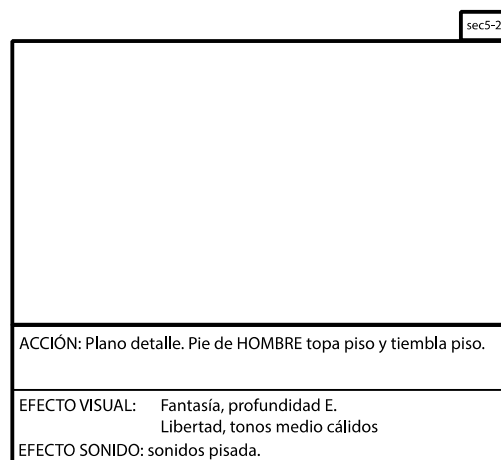 sec5-2
ACCIÓN: Plano detalle. Pie de HOMBRE topa piso y tiembla piso.
EFECTO VISUAL: Fantasía, profundidad E.
Libertad, tonos medio cálidos
EFECTO SONIDO: sonidos pisada.